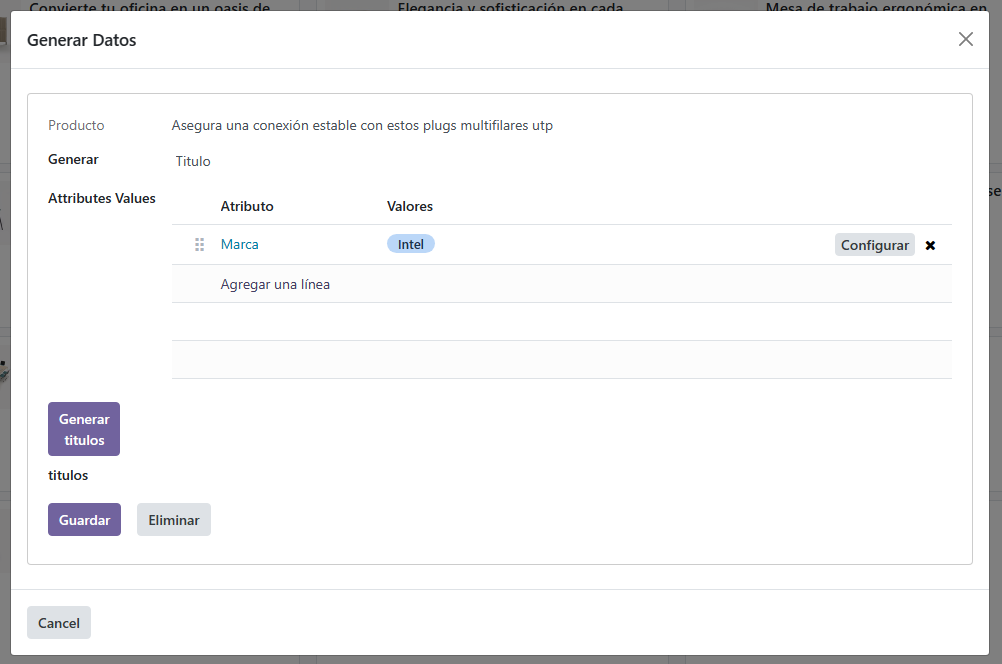 Convierte tu oficina en un oasis de
Elegancia y sofisticación en cada
Mesa de trabajo ergonómica en
Generar Datos
Producto
Asegura una conexión estable con estos plugs multifilares utp
Generar
Titulo
Attributes Values
Atributo
Valores
Marca
Intel
Configurar
Agregar una línea
Generar
titulos
titulos
Guardar
Eliminar
Cancel